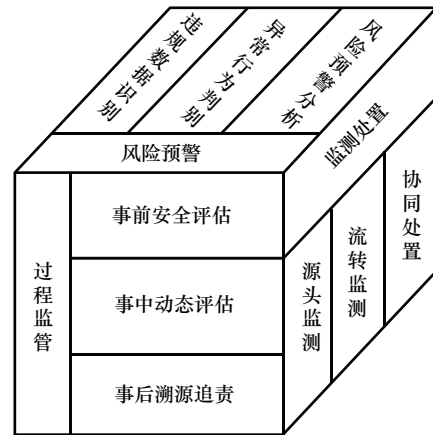 违规数据识别
异常行为判别
风险预警分析
风险预警
监测处置
过程监管
事前安全评估
事中动态评估
事后溯源追责
源头监测
流转监测
协同处置